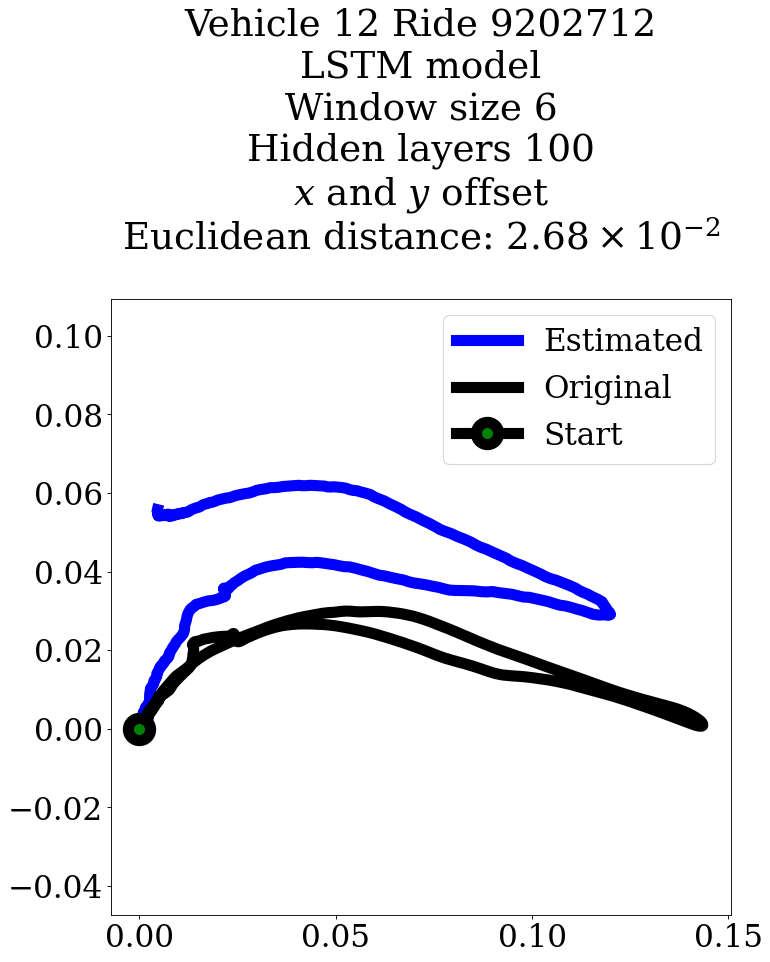 Vehicle 12 Ride 9202712
LSTM model
Window size 6
Hidden layers 100
x and y offset
Euclidean distance: 2.68 × 10⁻²
Estimated
Original
Start
0.10
0.08
0.06
0.04
0.02
0.00
−0.02
−0.04
0.00 0.05 0.10 0.15